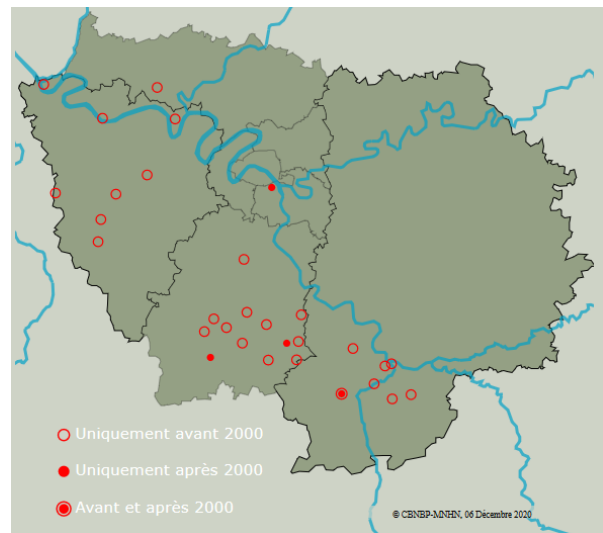 Uniquement avant 2000
Uniquement après 2000
Avant et après 2000
© CBNBP-MNHN, 06 Décembre 2020